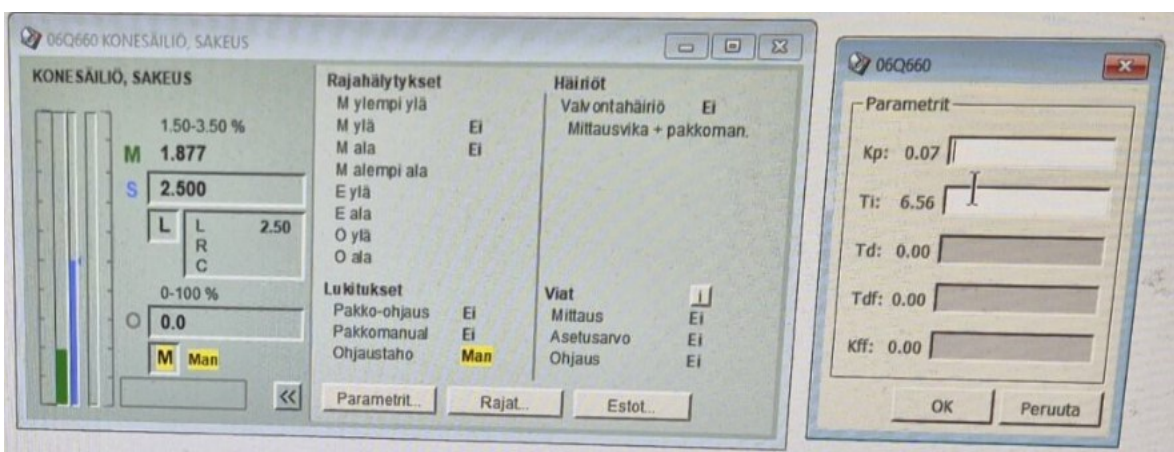 06Q660 KONESÄILIÖ, SAKEUS
KONESÄILIÖ, SAKEUS
1.50-3.50 %
M 1.877
S 2.500
L L 2.50
R
C
0-100 %
O 0.0
M Man
<<
Rajahälytykset
M ylempi ylä
M ylä Ei
M ala Ei
M alempi ala
E ylä
E ala
O ylä
O ala
Lukitukset
Pakko-ohjaus Ei
Pakkomanual Ei
Ohjaustaho Man
Häiriöt
Valvontahäiriö Ei
Mittausvika + pakkoman.
Viat i
Mittaus Ei
Asetusarvo Ei
Ohjaus Ei
Parametrit... Rajat... Estot...
06Q660
Parametrit
Kp: 0.07
Ti: 6.56
Td: 0.00
Tdf: 0.00
Kff: 0.00
OK Peruuta